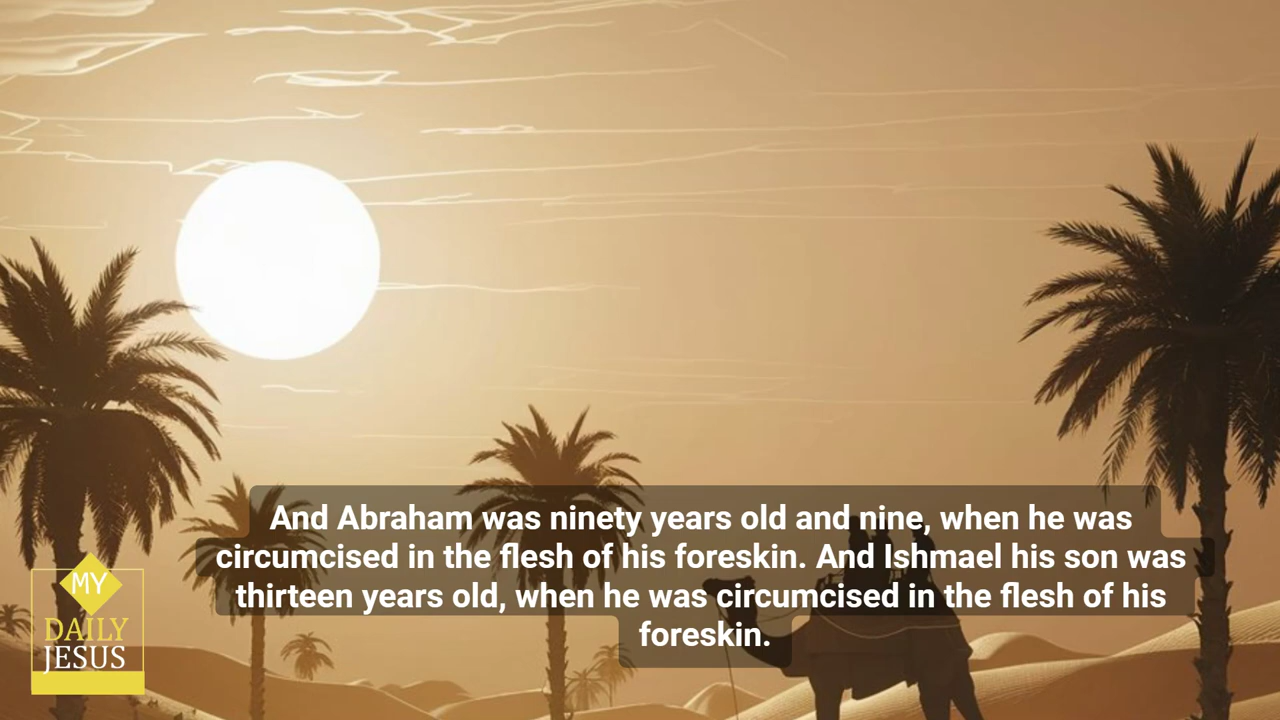 And Abraham was ninety years old and nine, when he was
circumcised in the flesh of his foreskin. And Ishmael his son was
thirteen years old, when he was circumcised in the flesh of his
foreskin.
MY
DAILY
JESUS